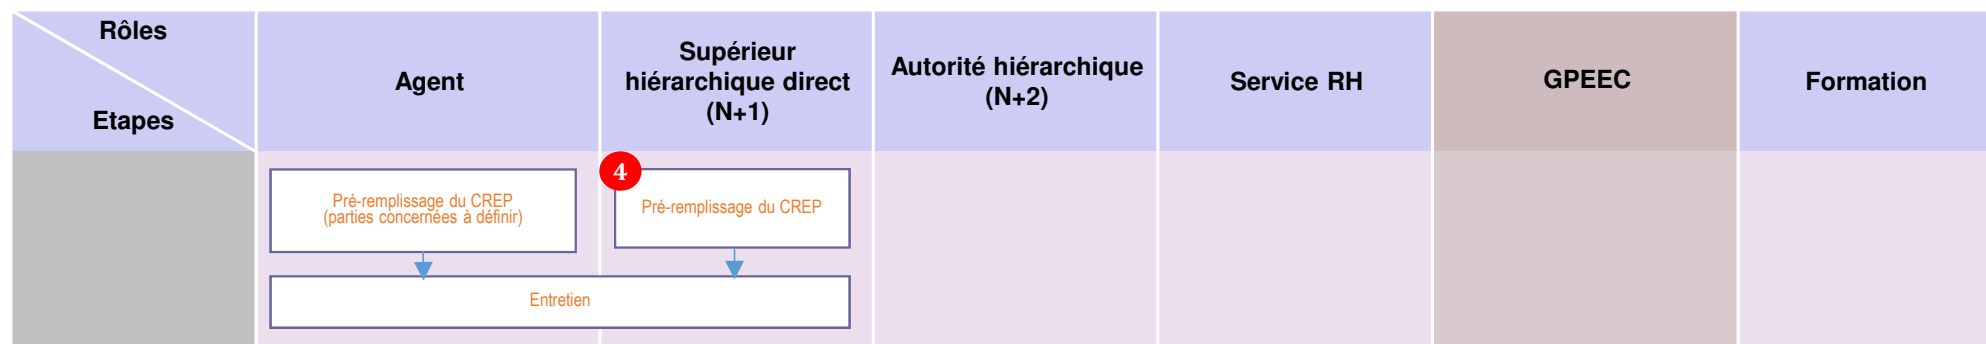 Rôles
Etapes
Agent
Supérieur
hiérarchique direct
(N+1)
Autorité hiérarchique
(N+2)
Service RH
GPEEC
Formation
Pré-remplissage du CREP
(parties concernées à définir)
4
Pré-remplissage du CREP
Entretien